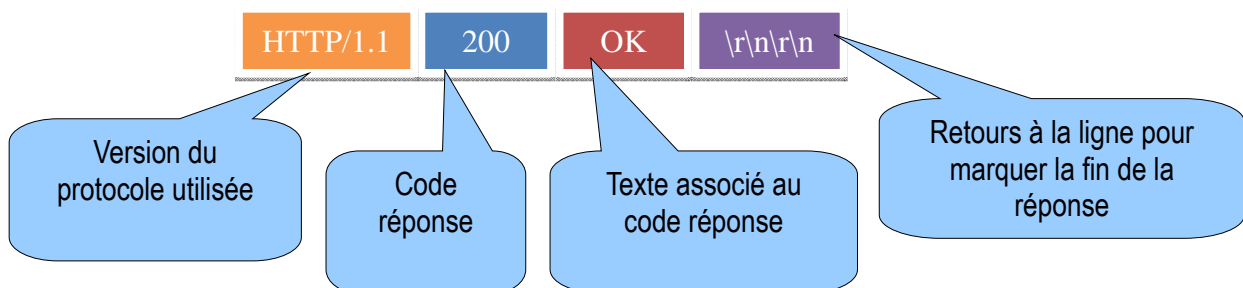 HTTP/1.1 200 OK \r\n\r\n
Version du
protocole utilisée
Code
réponse
Texte associé au
code réponse
Retours à la ligne pour
marquer la fin de la
réponse